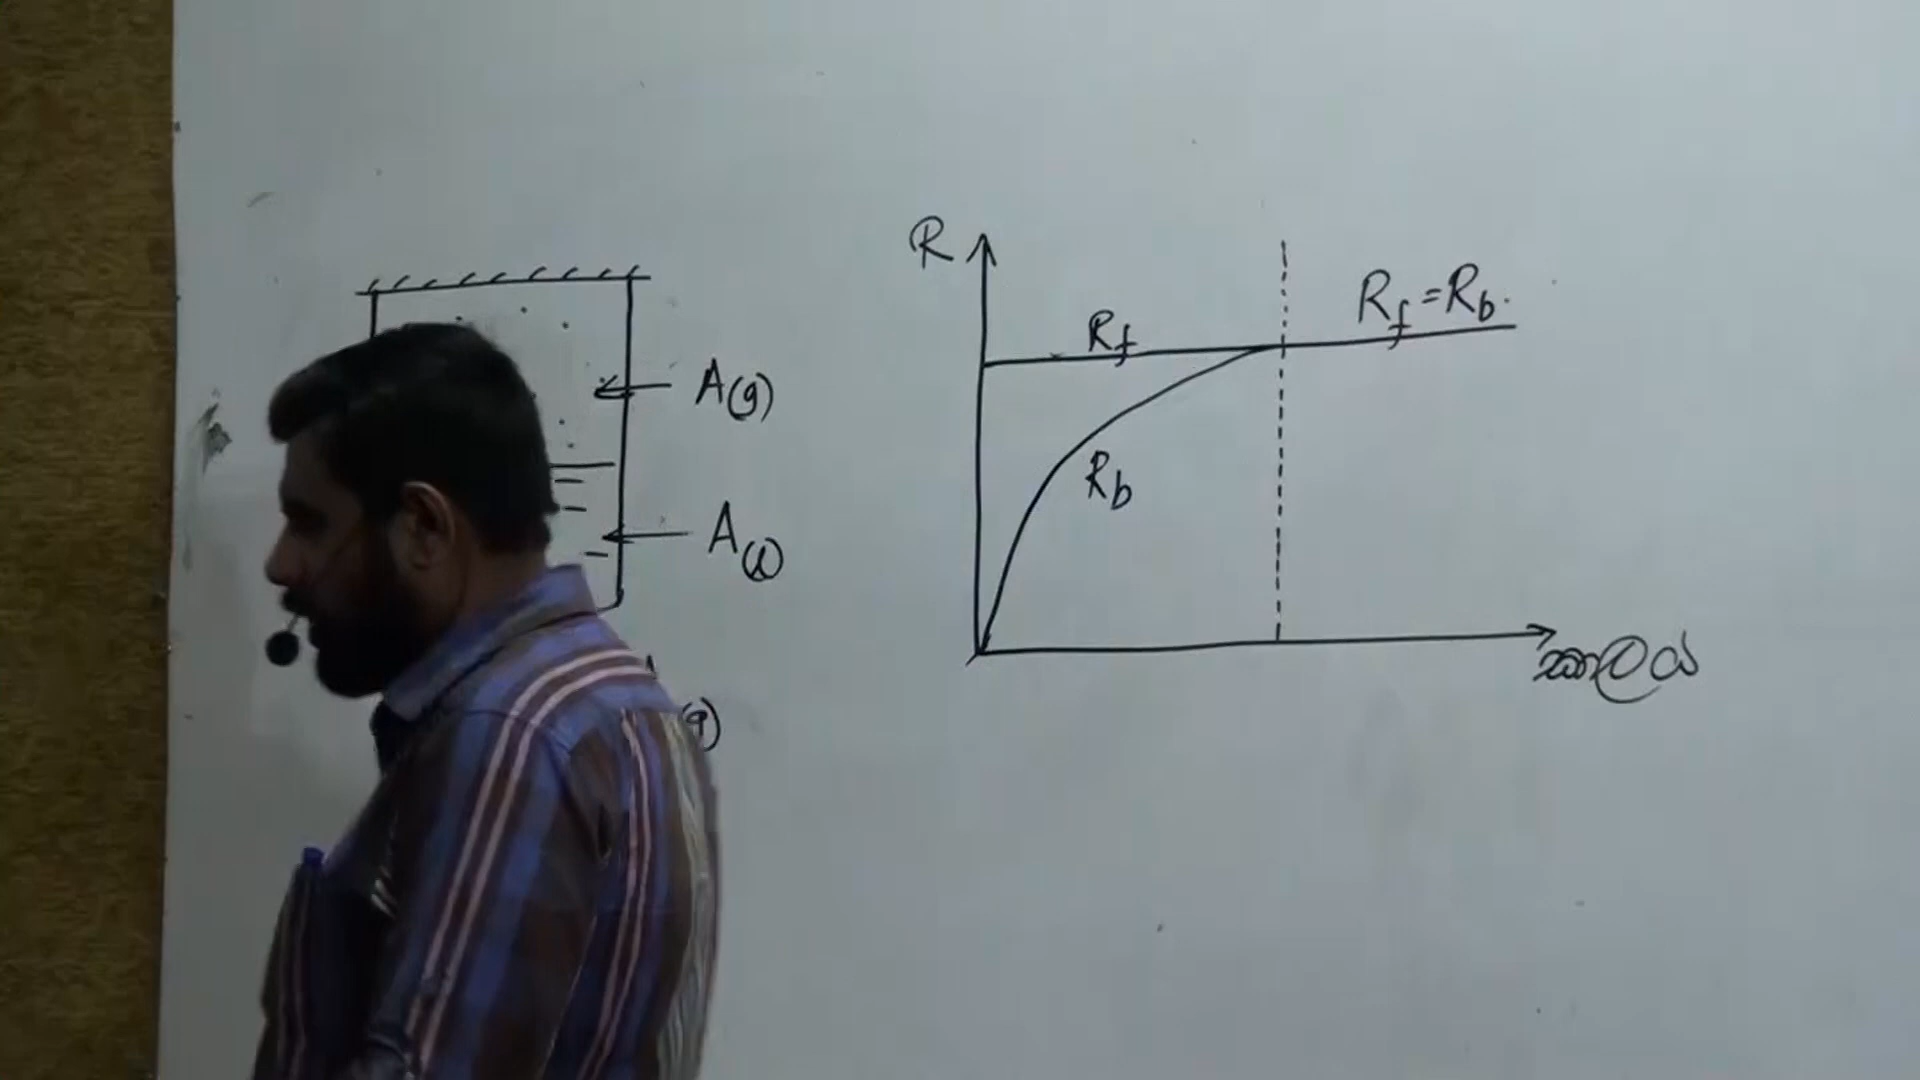 A(g)
A(l)
(g)
R
Rf
Rf = Rb.
Rb
කාලය